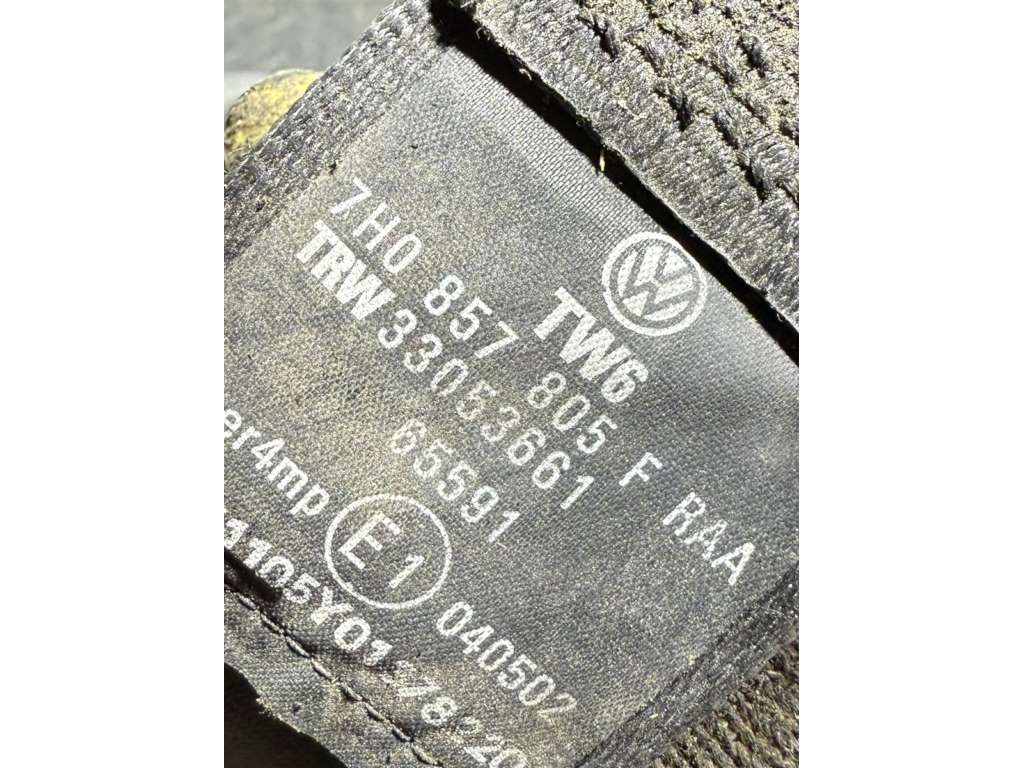 7H0 857 805 F RAA
TRW TW6
33053661
65591
er4mp E1 040502